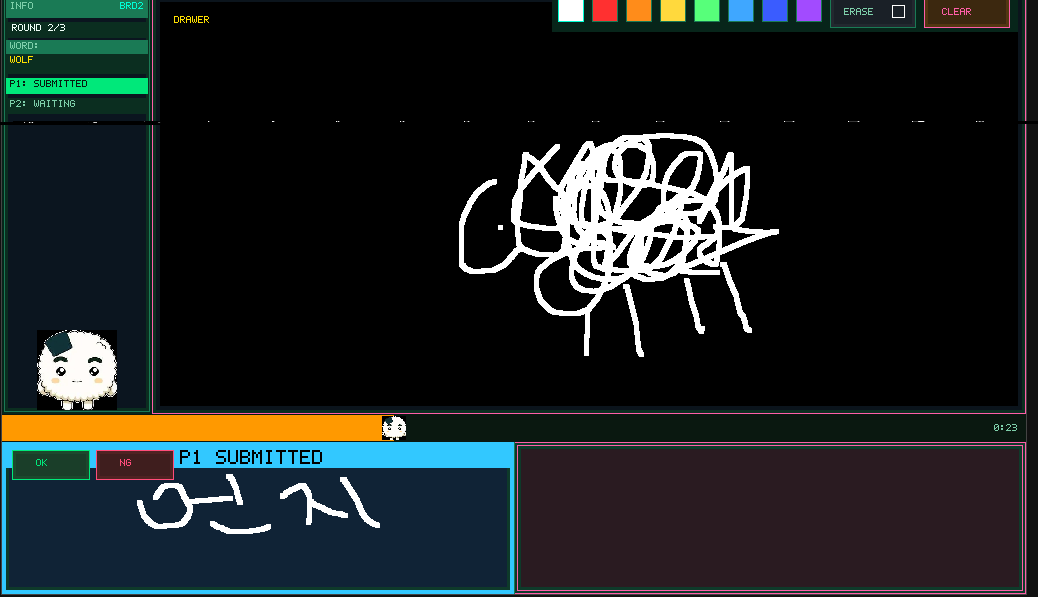 INFO BRD2
ROUND 2/3
WORD:
WOLF
P1: SUBMITTED
P2: WAITING
DRAWER
ERASE
CLEAR
0:23
OK
NG
P1 SUBMITTED